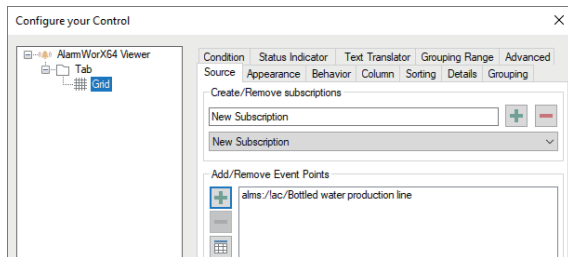 Configure your Control
AlarmWorX64 Viewer
Tab
Grid
Condition Status Indicator Text Translator Grouping Range Advanced
Source Appearance Behavior Column Sorting Details Grouping
Create/Remove subscriptions
New Subscription
New Subscription
Add/Remove Event Points
alms:/!ac/Bottled water production line